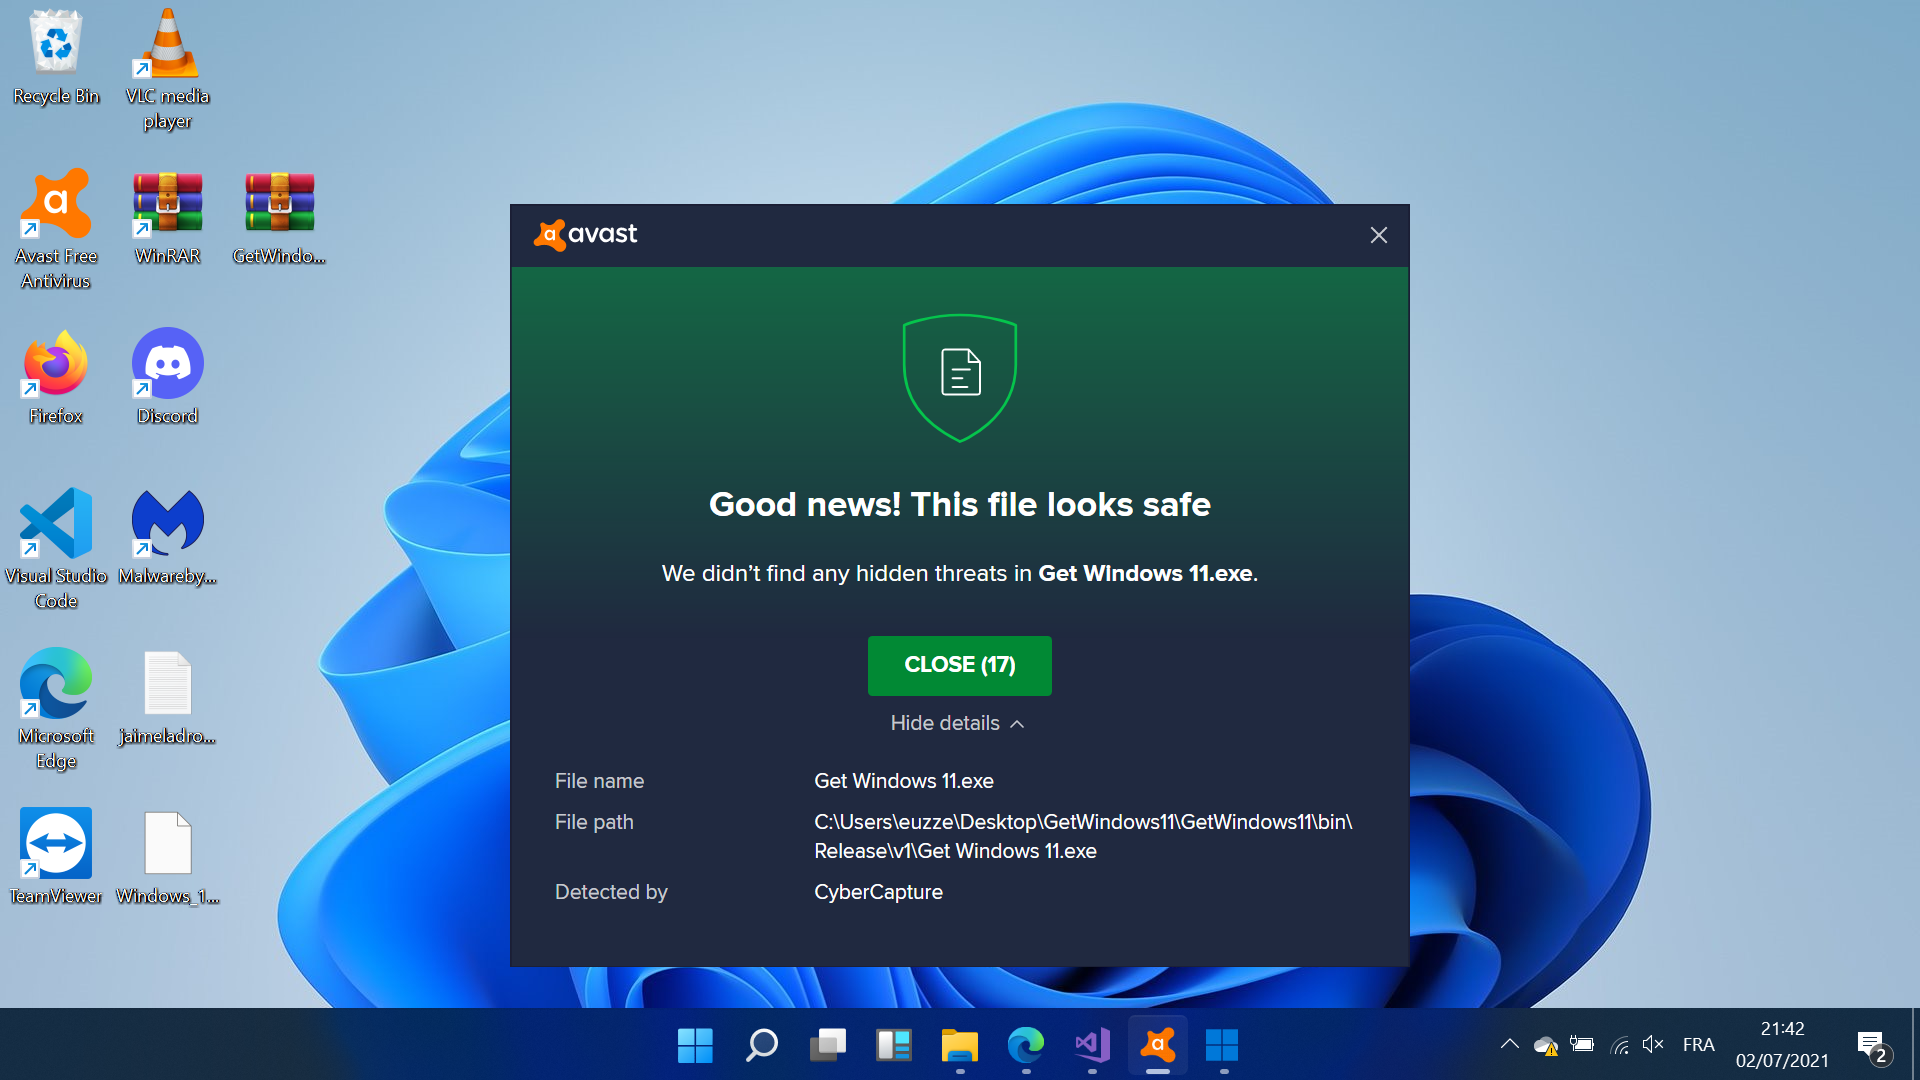 Recycle Bin
VLC media
player
Avast Free
Antivirus
WinRAR
GetWindo...
Firefox
Discord
Visual Studio
Code
Malwareby...
Microsoft
Edge
jaimeladro...
TeamViewer
Windows_1...
avast
Good news! This file looks safe
We didn’t find any hidden threats in Get Windows 11.exe.
CLOSE (17)
Hide details
File name
Get Windows 11.exe
File path
C:\Users\euzze\Desktop\GetWindows11\GetWindows11\bin\
Release\v1\Get Windows 11.exe
Detected by
CyberCapture
FRA
21:42
02/07/2021
2